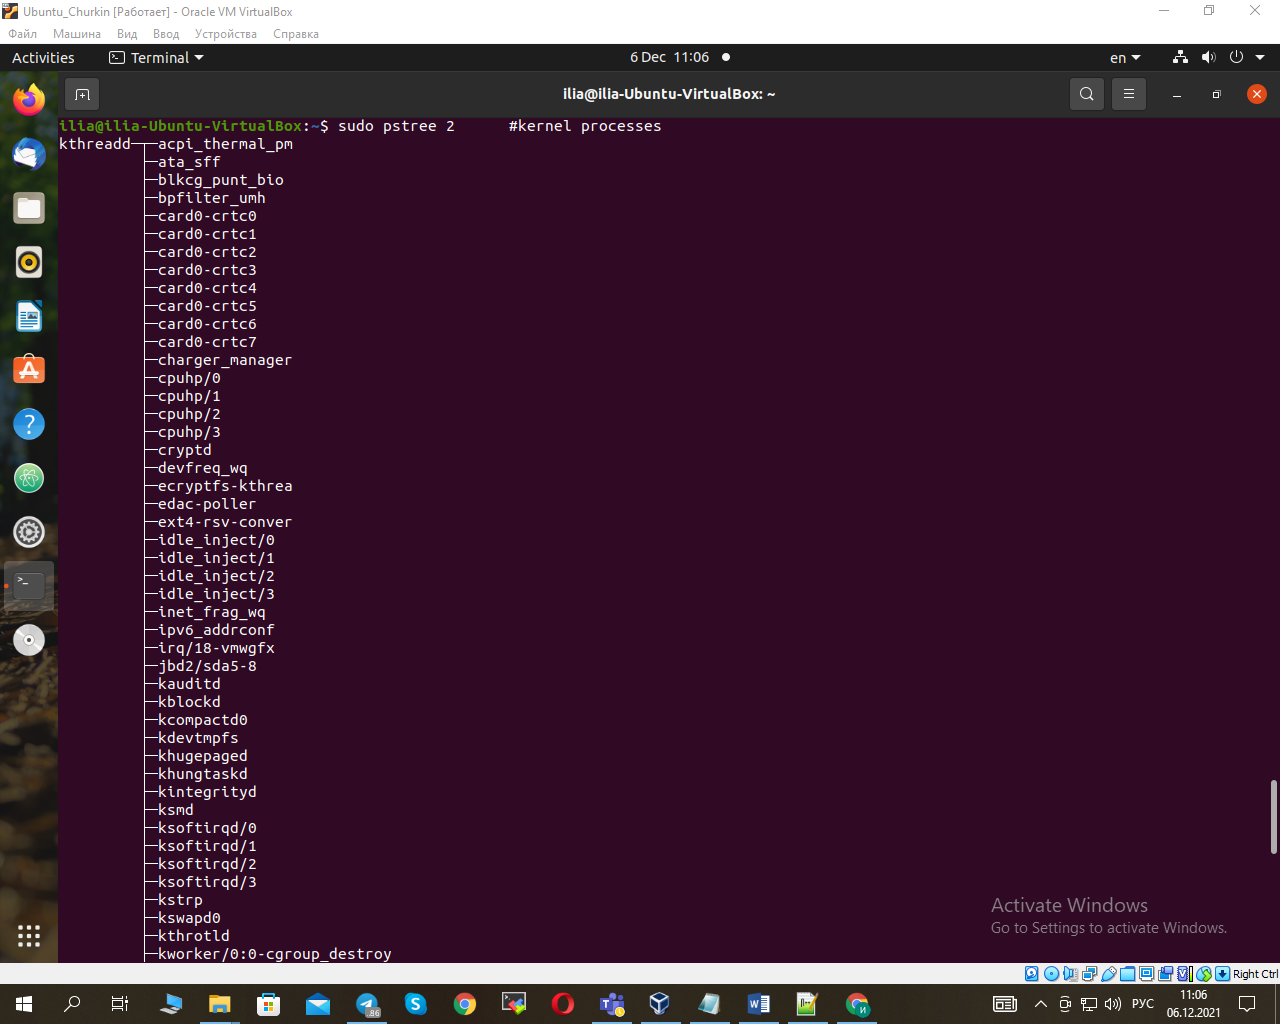 Ubuntu_Churkin [Работает] - Oracle VM VirtualBox
Файл Машина Вид Ввод Устройства Справка
Activities Terminal 6 Dec 11:06 en
ilia@ilia-Ubuntu-VirtualBox: ~
ilia@ilia-Ubuntu-VirtualBox:~$ sudo pstree 2 #kernel processes
kthreadd─┬─acpi_thermal_pm
├─ata_sff
├─blkcg_punt_bio
├─bpfilter_umh
├─card0-crtc0
├─card0-crtc1
├─card0-crtc2
├─card0-crtc3
├─card0-crtc4
├─card0-crtc5
├─card0-crtc6
├─card0-crtc7
├─charger_manager
├─cpuhp/0
├─cpuhp/1
├─cpuhp/2
├─cpuhp/3
├─cryptd
├─devfreq_wq
├─ecryptfs-kthrea
├─edac-poller
├─ext4-rsv-conver
├─idle_inject/0
├─idle_inject/1
├─idle_inject/2
├─idle_inject/3
├─inet_frag_wq
├─ipv6_addrconf
├─irq/18-vmwgfx
├─jbd2/sda5-8
├─kauditd
├─kblockd
├─kcompactd0
├─kdevtmpfs
├─khugepaged
├─khungtaskd
├─kintegrityd
├─ksmd
├─ksoftirqd/0
├─ksoftirqd/1
├─ksoftirqd/2
├─ksoftirqd/3
├─kstrp
├─kswapd0
├─kthrotld
├─kworker/0:0-cgroup_destroy
Activate Windows
Go to Settings to activate Windows.
Right Ctrl
.86
РУС
11:06
06.12.2021